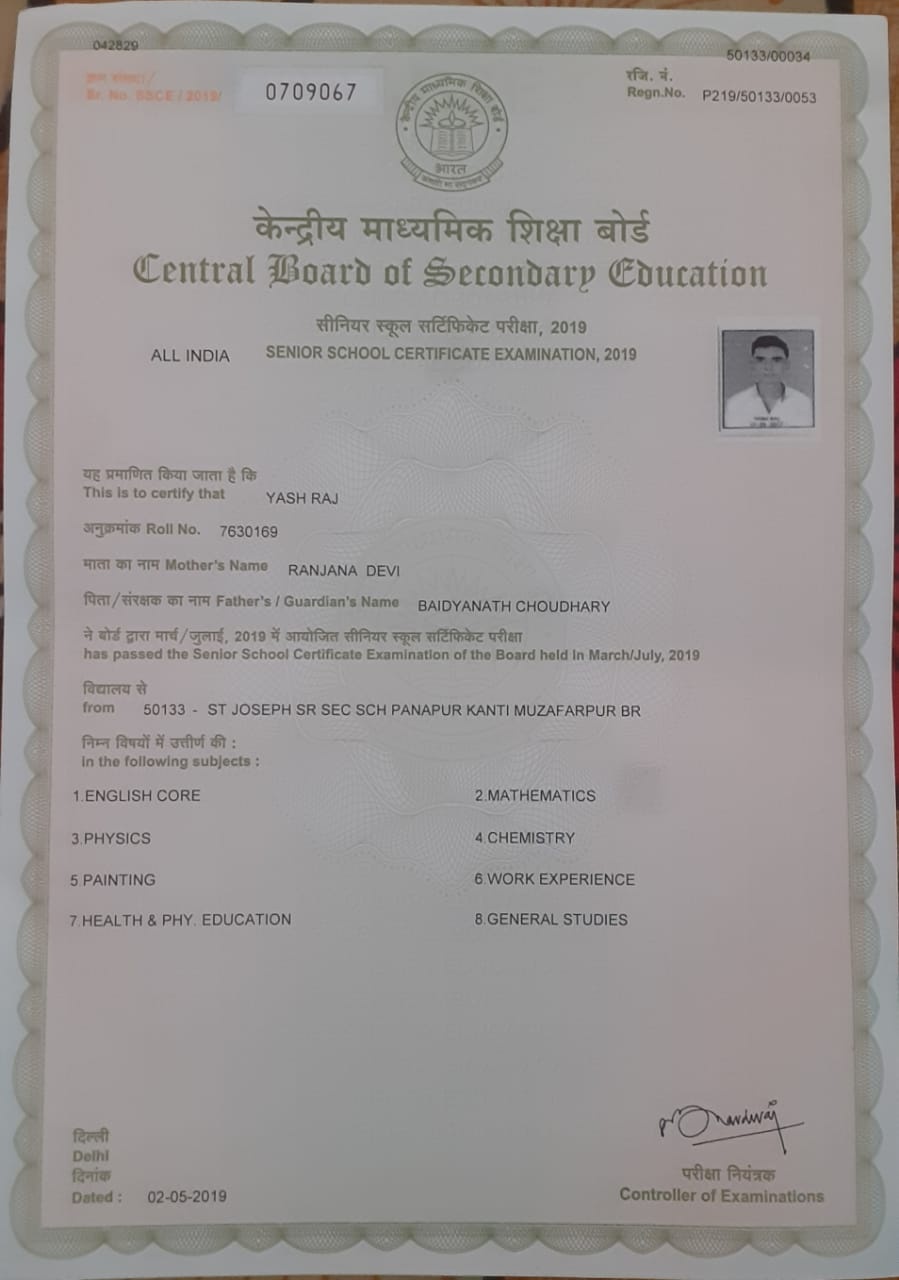 042829
50133/00034
क्रम संख्या/
Sr. No. SSCE / 2019/
0709067
रजि. नं.
Regn.No. P219/50133/0053
केन्द्रीय माध्यमिक शिक्षा बोर्ड
भारत
केन्द्रीय माध्यमिक शिक्षा बोर्ड
Central Board of Secondary Education
सीनियर स्कूल सर्टिफिकेट परीक्षा, 2019
ALL INDIA SENIOR SCHOOL CERTIFICATE EXAMINATION, 2019
यह प्रमाणित किया जाता है कि
This is to certify that YASH RAJ
अनुक्रमांक Roll No. 7630169
माता का नाम Mother's Name RANJANA DEVI
पिता/संरक्षक का नाम Father's / Guardian's Name BAIDYANATH CHOUDHARY
ने बोर्ड द्वारा मार्च/जुलाई, 2019 में आयोजित सीनियर स्कूल सर्टिफिकेट परीक्षा
has passed the Senior School Certificate Examination of the Board held in March/July, 2019
विद्यालय से
from 50133 - ST JOSEPH SR SEC SCH PANAPUR KANTI MUZAFARPUR BR
निम्न विषयों में उत्तीर्ण की :
in the following subjects :
1.ENGLISH CORE 2.MATHEMATICS
3.PHYSICS 4.CHEMISTRY
5.PAINTING 6.WORK EXPERIENCE
7.HEALTH & PHY. EDUCATION 8.GENERAL STUDIES
दिल्ली
Delhi
दिनांक
Dated : 02-05-2019
परीक्षा नियंत्रक
Controller of Examinations